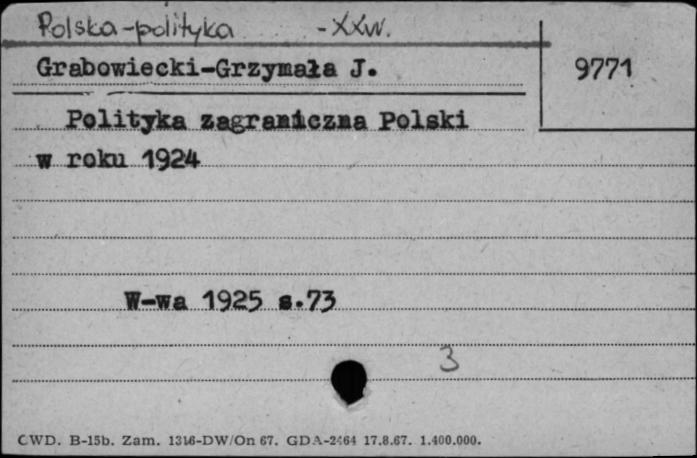 Polska-polityka -XXw.
Grabowiecki-Grzymała J. 9771
Polityka zagraniczna Polski
w roku 1924
W-wa 1925 s.73
3
CWD. B-15b. Zam. 1316-DW/On 67. GDA-2464 17.8.67. 1.400.000.